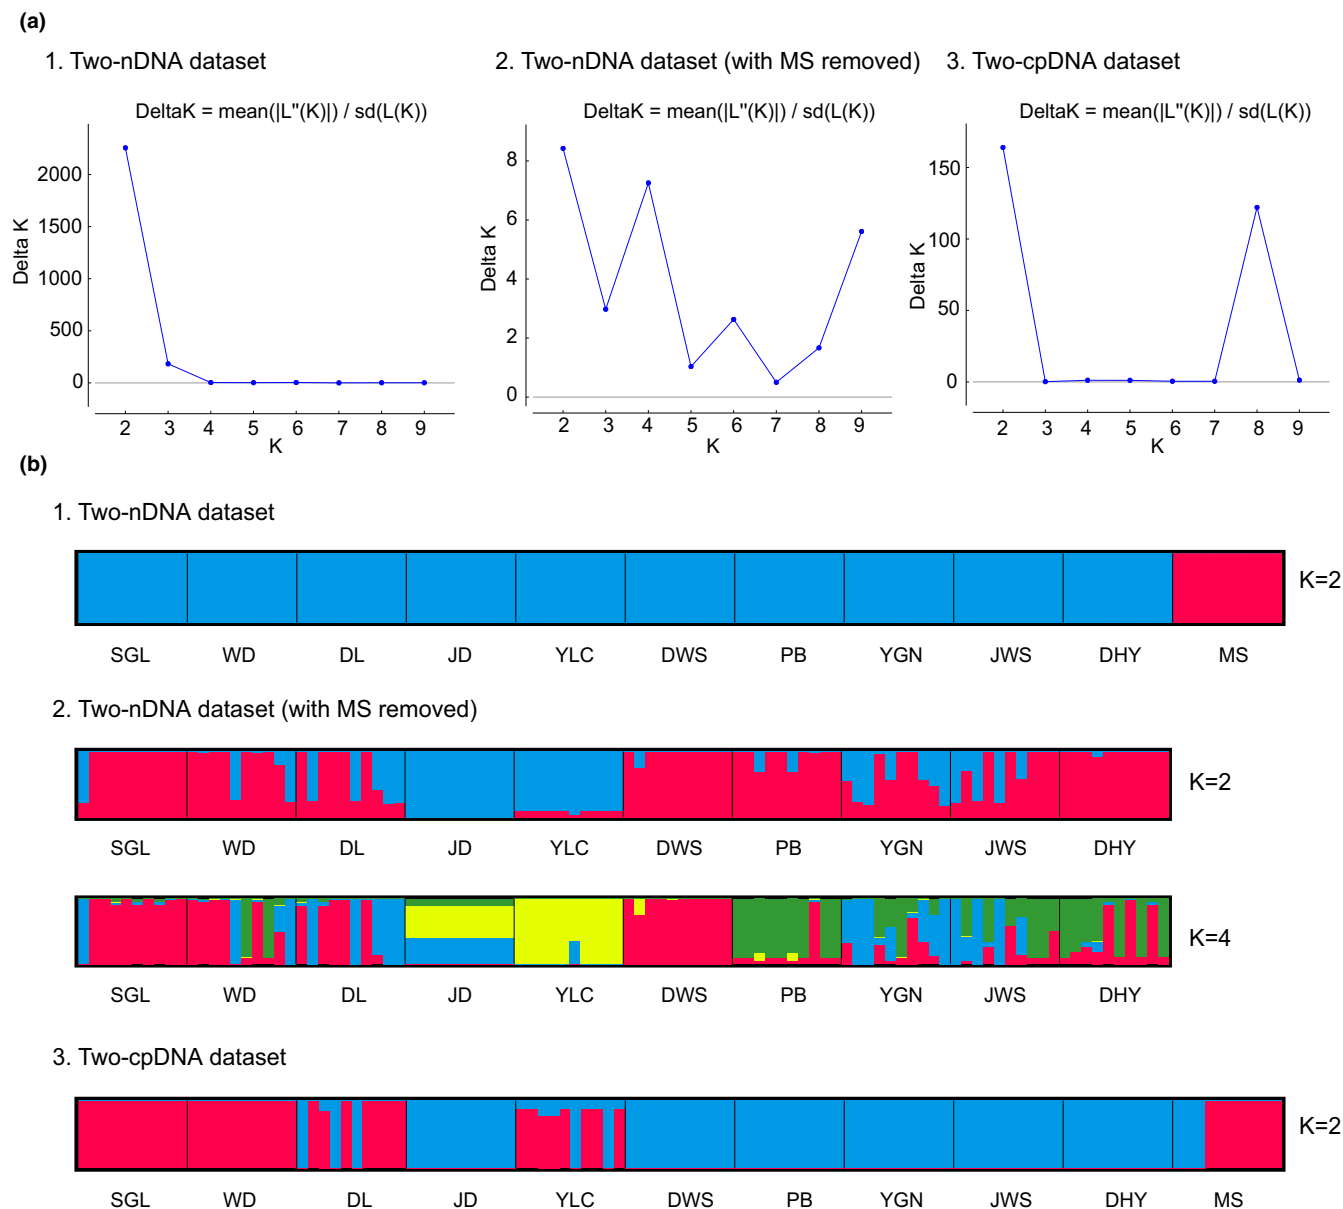 (a)
1. Two-nDNA dataset
2. Two-nDNA dataset (with MS removed)
3. Two-cpDNA dataset
DeltaK = mean(|L"(K)|) / sd(L(K))
Delta K
2000
1500
1000
500
0
2 3 4 5 6 7 8 9
K
DeltaK = mean(|L"(K)|) / sd(L(K))
Delta K
8
6
4
2
0
2 3 4 5 6 7 8 9
K
DeltaK = mean(|L"(K)|) / sd(L(K))
Delta K
150
100
50
0
2 3 4 5 6 7 8 9
K
(b)
1. Two-nDNA dataset
K=2
SGL WD DL JD YLC DWS PB YGN JWS DHY MS
2. Two-nDNA dataset (with MS removed)
K=2
SGL WD DL JD YLC DWS PB YGN JWS DHY
K=4
SGL WD DL JD YLC DWS PB YGN JWS DHY
3. Two-cpDNA dataset
K=2
SGL WD DL JD YLC DWS PB YGN JWS DHY MS